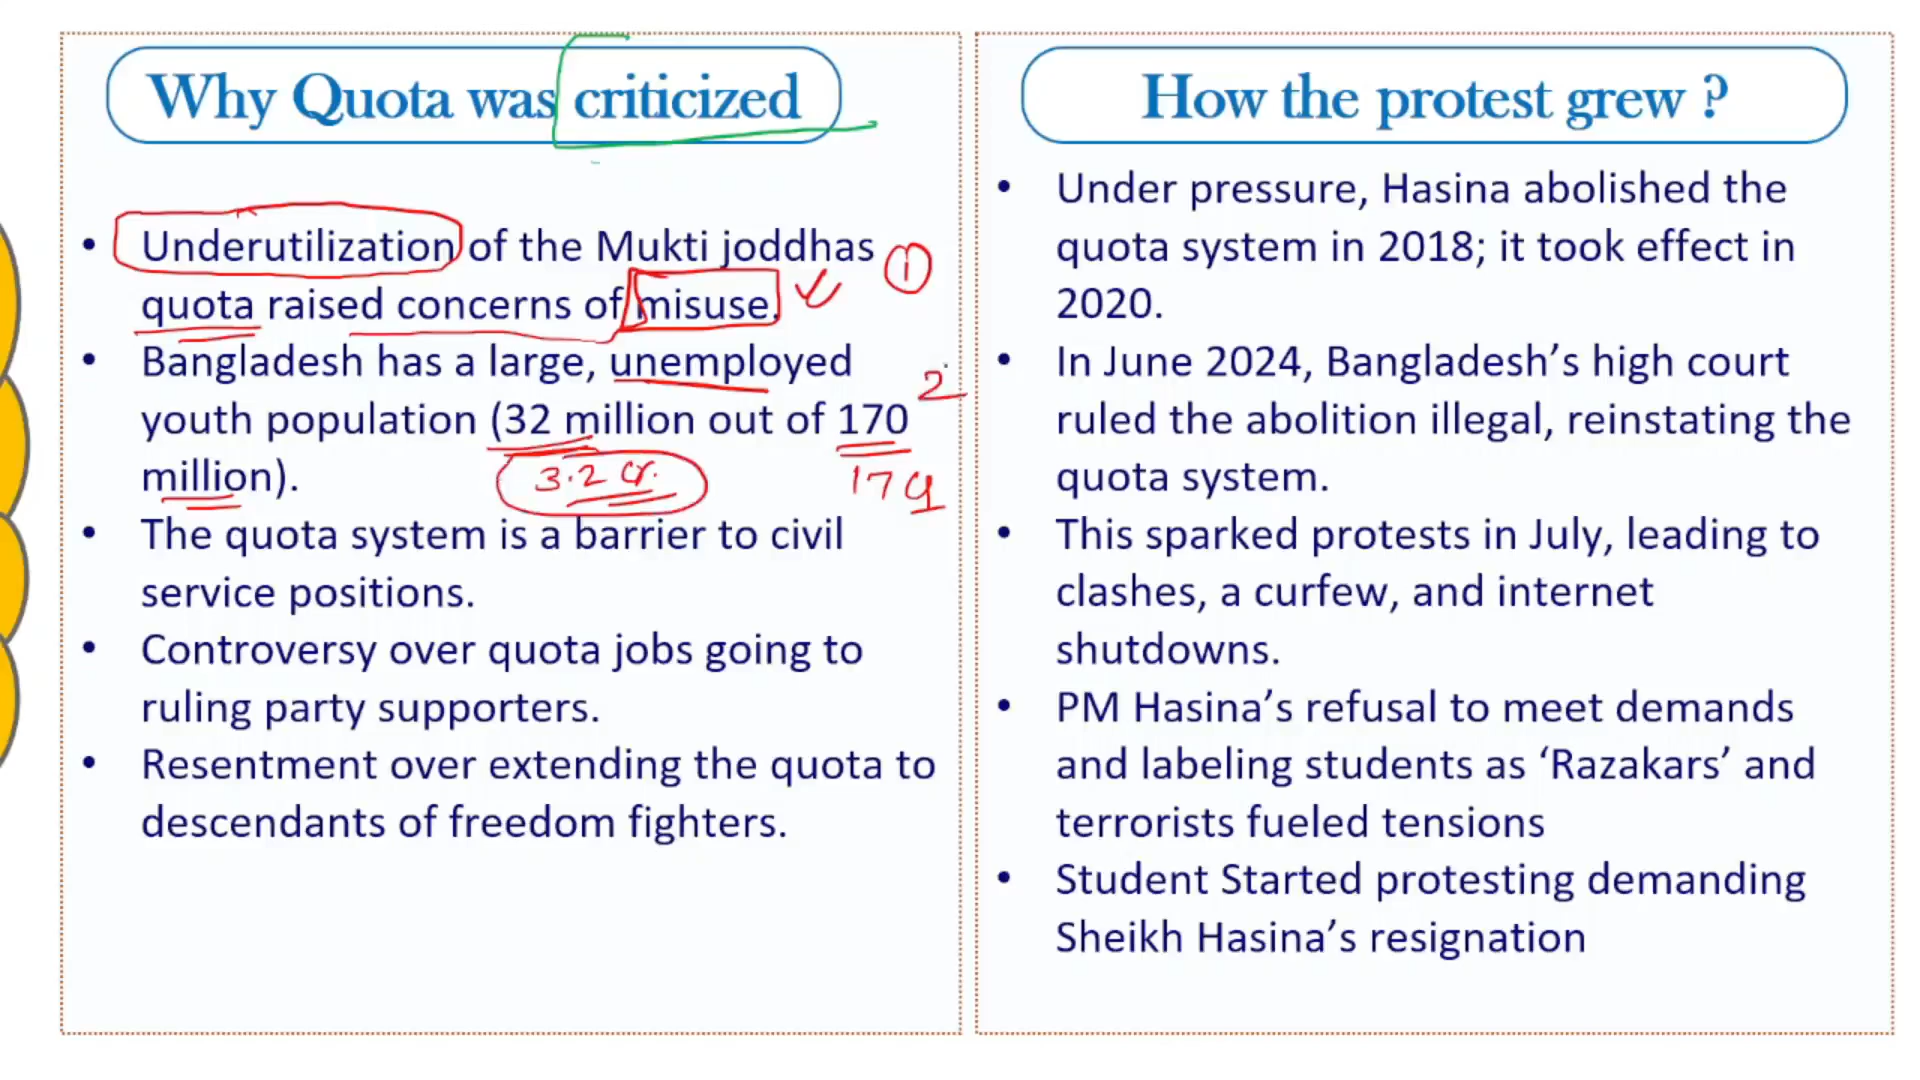 Why Quota was criticized
• Underutilization of the Mukti joddhas
quota raised concerns of misuse.
①
• Bangladesh has a large, unemployed
youth population (32 million out of 170
million).
2
3.2 cr.
17 cr
• The quota system is a barrier to civil
service positions.
• Controversy over quota jobs going to
ruling party supporters.
• Resentment over extending the quota to
descendants of freedom fighters.
How the protest grew ?
• Under pressure, Hasina abolished the
quota system in 2018; it took effect in
2020.
• In June 2024, Bangladesh’s high court
ruled the abolition illegal, reinstating the
quota system.
• This sparked protests in July, leading to
clashes, a curfew, and internet
shutdowns.
• PM Hasina’s refusal to meet demands
and labeling students as ‘Razakars’ and
terrorists fueled tensions
• Student Started protesting demanding
Sheikh Hasina’s resignation